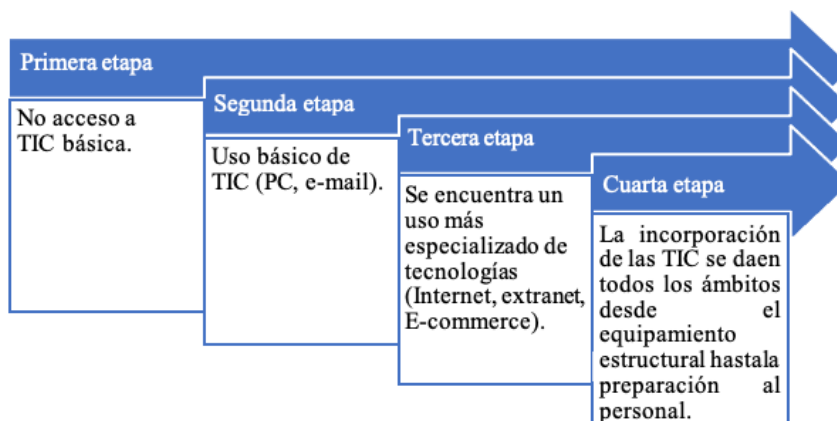 Primera etapa
No acceso a
TIC básica.
Segunda etapa
Uso básico de
TIC (PC, e-mail).
Tercera etapa
Se encuentra un
uso más
especializado de
tecnologías
(Internet, extranet,
E-commerce).
Cuarta etapa
La incorporación
de las TIC se daen
todos los ámbitos
desde el
equipamiento
estructural hastala
preparación al
personal.